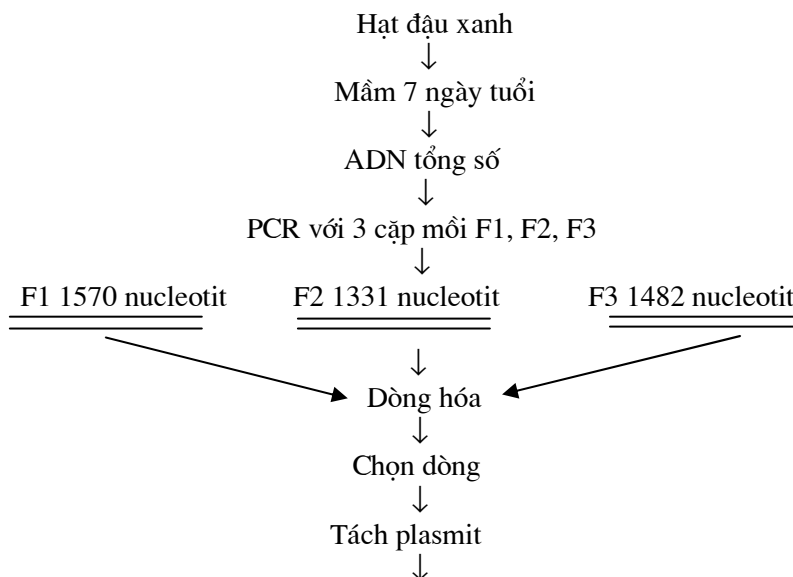 Hạt đậu xanh
Mầm 7 ngày tuổi
ADN tổng số
PCR với 3 cặp mồi F1, F2, F3
F1 1570 nucleotit F2 1331 nucleotit F3 1482 nucleotit
Dòng hóa
Chọn dòng
Tách plasmit